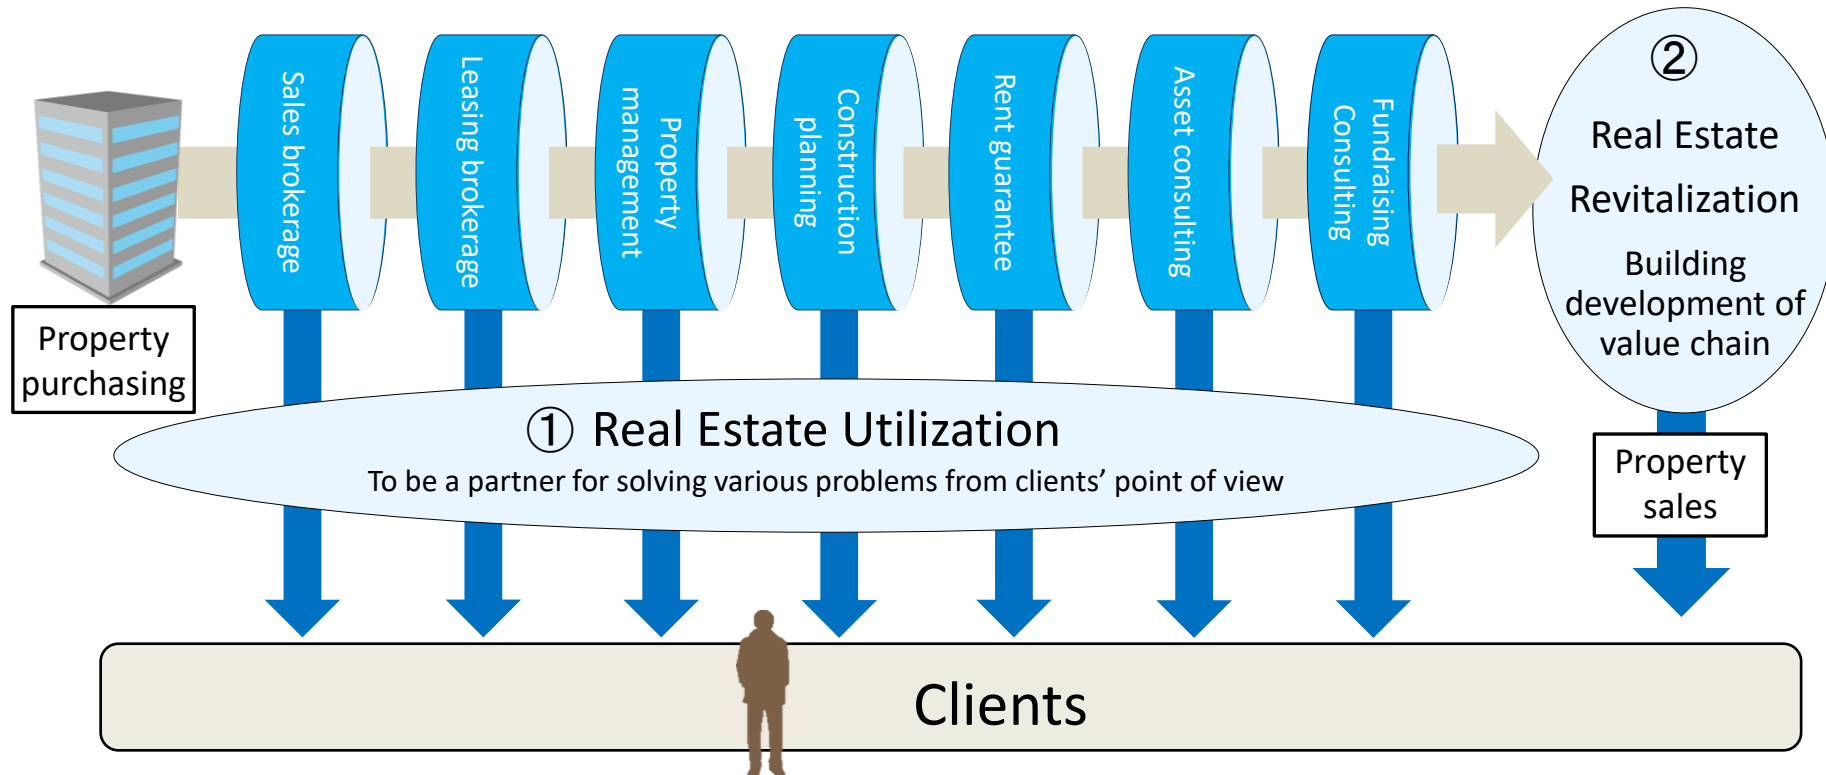 Sales brokerage
Leasing brokerage
Property
management
Construction
planning
Rent guarantee
Asset consulting
Fundraising
Consulting
②
Real Estate
Revitalization
Building
development of
value chain
Property
purchasing
① Real Estate Utilization
To be a partner for solving various problems from clients’ point of view
Property
sales
Clients